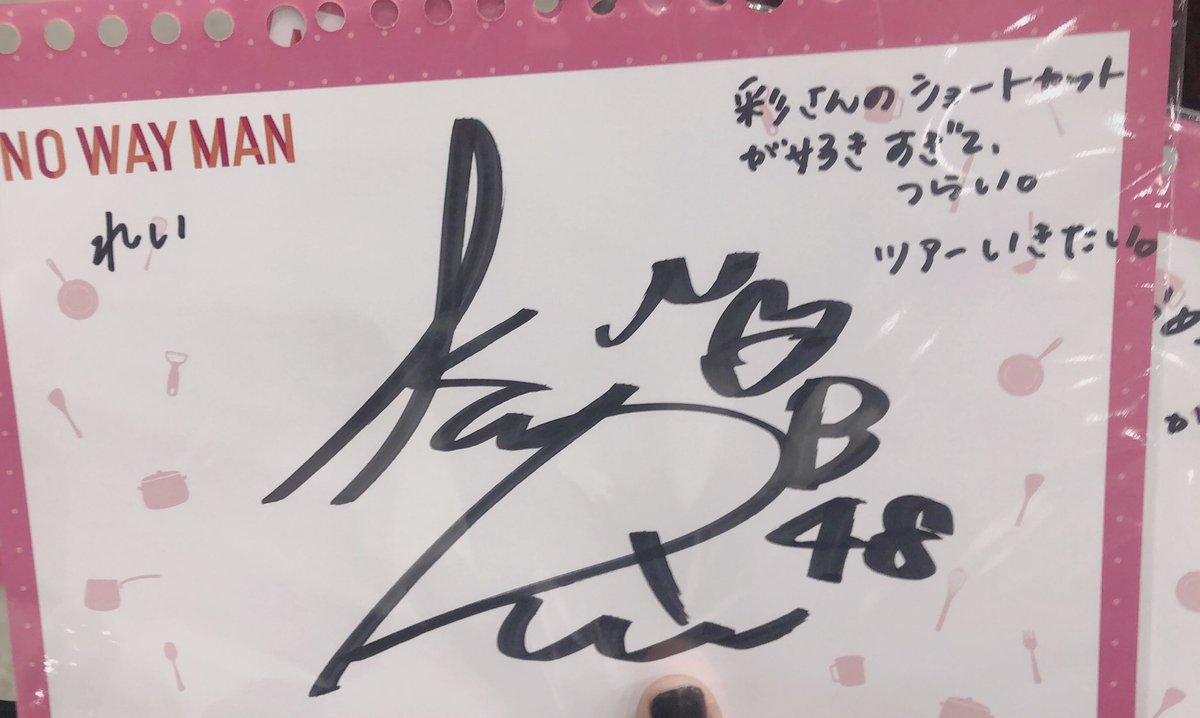 NO WAY MAN
彩さんのショートカット
が好きすぎて、
つらい。
ツアーいきたい。
れい
NMB
48